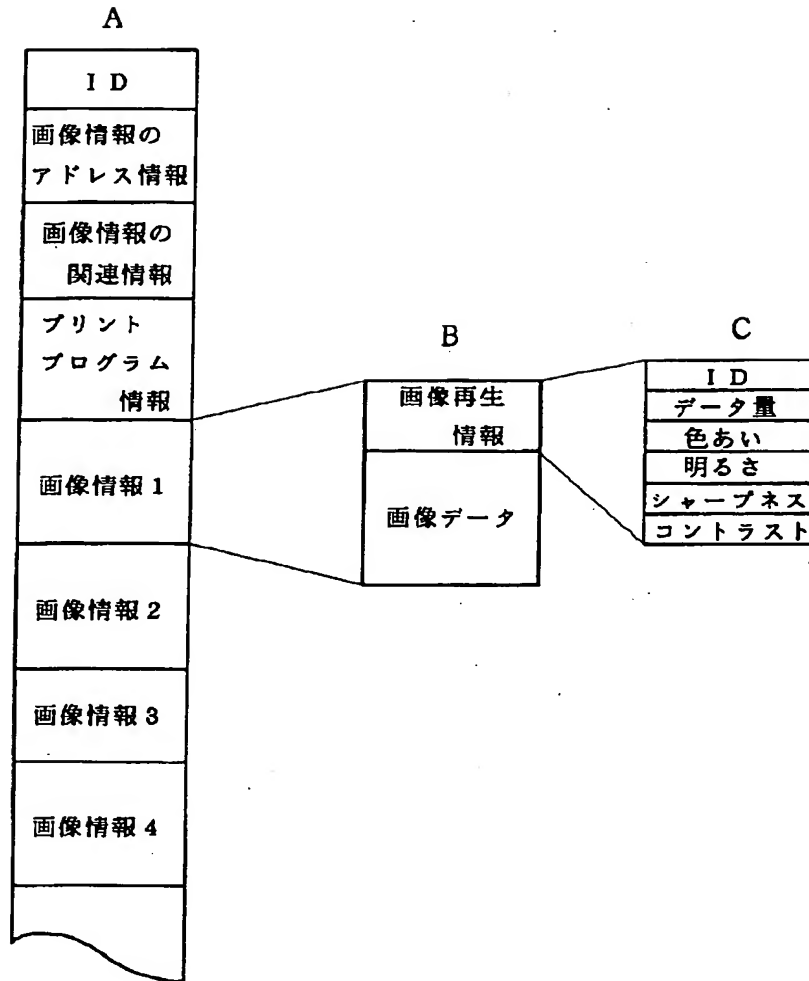 A
ID
画像情報の
アドレス情報
画像情報の
関連情報
プリント
プログラム
情報
画像情報1
画像情報2
画像情報3
画像情報4
B
画像再生
情報
画像データ
C
ID
データ量
色あい
明るさ
シャープネス
コントラスト